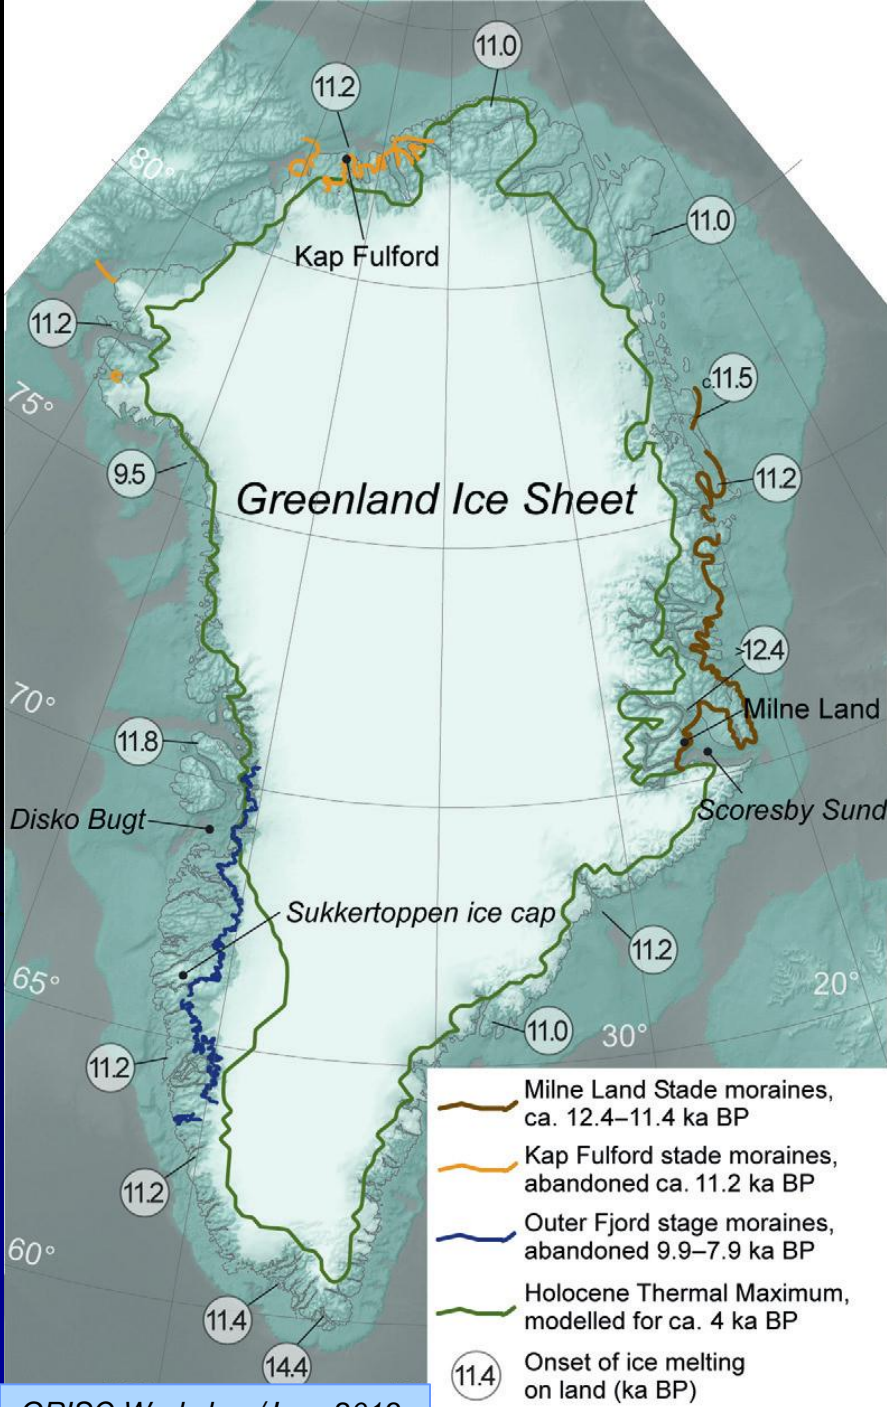 11.0
11.2
80°
11.0
Kap Fulford
11.2
c.11.5
75°
9.5
11.2
Greenland Ice Sheet
>12.4
70°
Milne Land
11.8
Scoresby Sund
Disko Bugt
Sukkertoppen ice cap
11.2
65°
20°
11.0
30°
11.2
Milne Land Stade moraines,
ca. 12.4–11.4 ka BP
Kap Fulford stade moraines,
abandoned ca. 11.2 ka BP
11.2
Outer Fjord stage moraines,
abandoned 9.9–7.9 ka BP
60°
Holocene Thermal Maximum,
modelled for ca. 4 ka BP
11.4
14.4
11.4
Onset of ice melting
on land (ka BP)